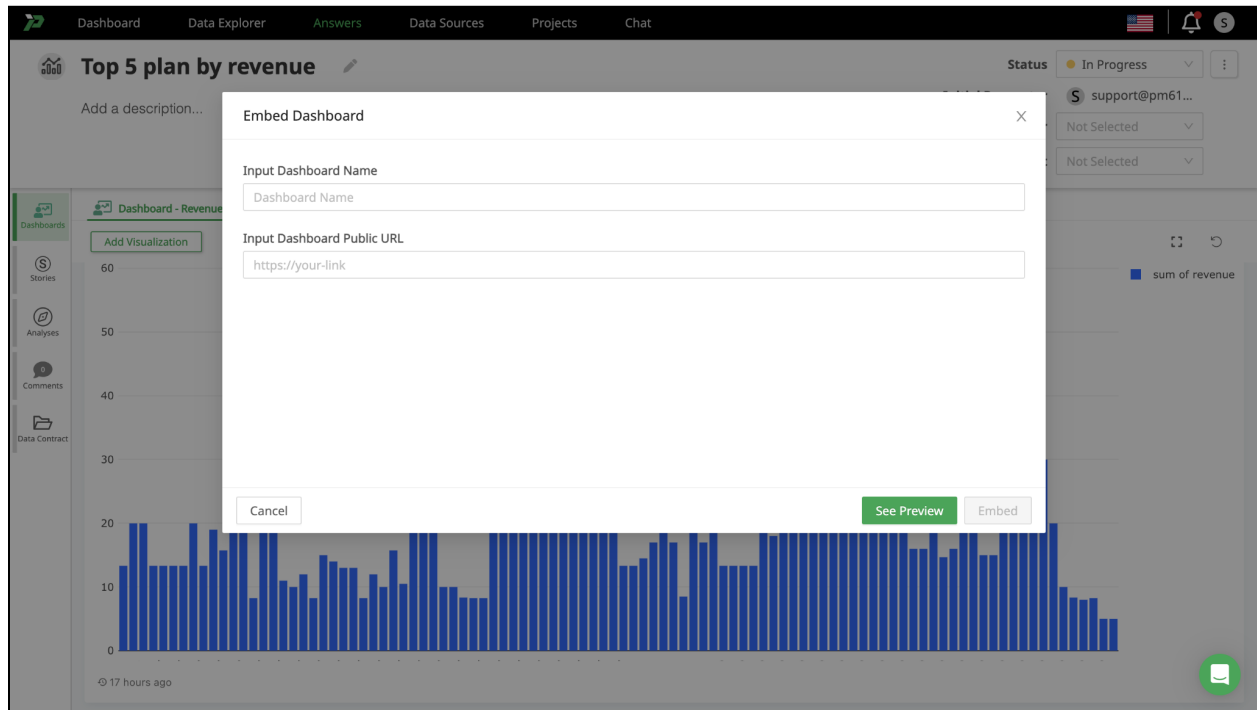 Dashboard Data Explorer Answers Data Sources Projects Chat S
Top 5 plan by revenue
Status In Progress
Add a description...
S support@pm61...
Not Selected
Not Selected
Embed Dashboard
Input Dashboard Name
Dashboard Name
Input Dashboard Public URL
https://your-link
Cancel See Preview Embed
Dashboards
S
Stories
Analyses
0
Comments
Data Contract
Dashboard - Revenue
Add Visualization
sum of revenue
60
50
40
30
20
10
0
17 hours ago